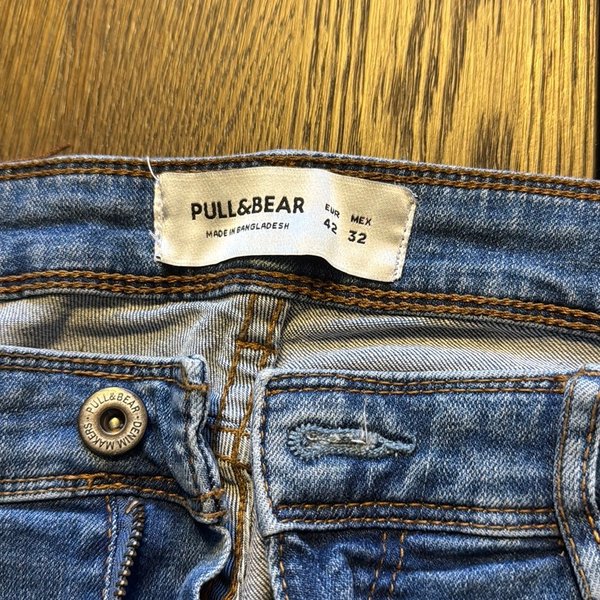 PULL&BEAR
MADE IN BANGLADESH
EUR MEX
42 32
PULL&BEAR
DENIM MAKERS